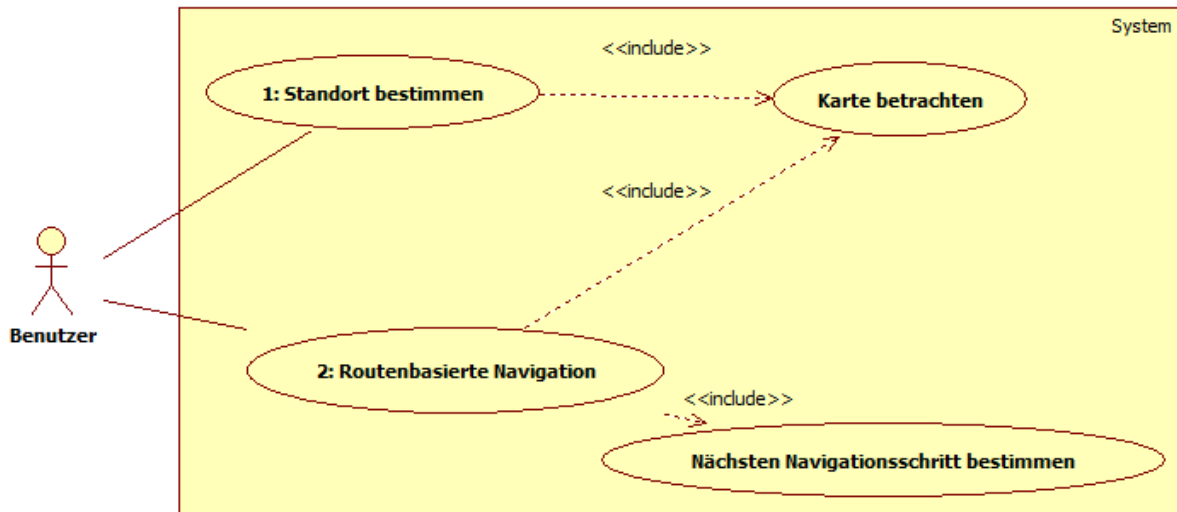 System
<<include>>
1: Standort bestimmen
Karte betrachten
<<include>>
Benutzer
2: Routenbasierte Navigation
<<include>>
Nächsten Navigationsschritt bestimmen